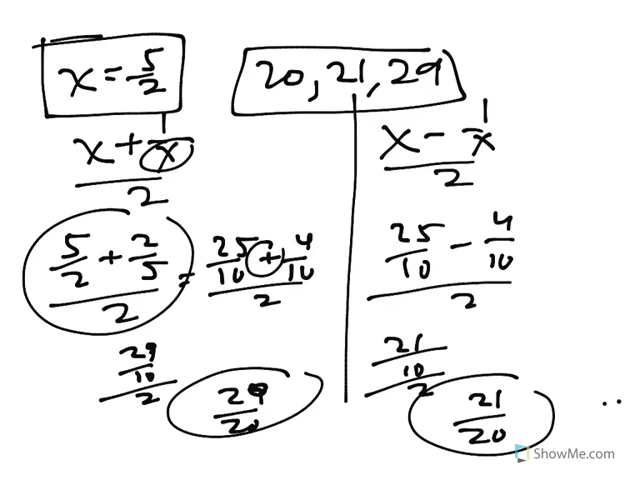 x = 5/2
20, 21, 29
(x + 1/x)/2
(x - 1/x)/2
(5/2 + 2/5)/2 = (25/10 + 4/10)/2
(25/10 - 4/10)/2
(29/10)/2
29/20
(21/10)/2
21/20
..
ShowMe.com